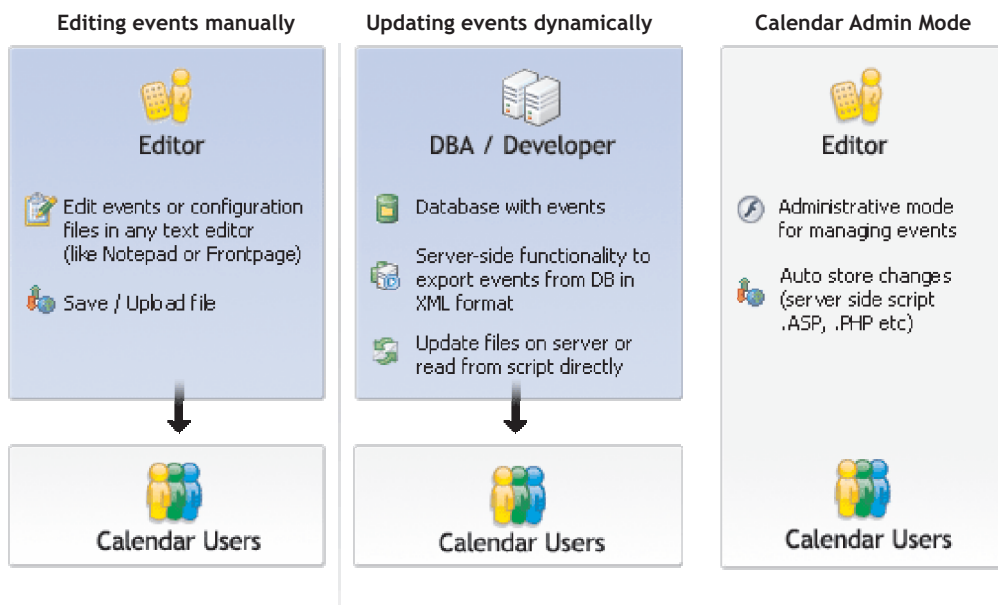 Editing events manually
Editor
Edit events or configuration
files in any text editor
(like Notepad or Frontpage)
Save / Upload file
Calendar Users
Updating events dynamically
DBA / Developer
Database with events
Server-side functionality to
export events from DB in
XML format
Update files on server or
read from script directly
Calendar Users
Calendar Admin Mode
Editor
Administrative mode
for managing events
Auto store changes
(server side script
.ASP, .PHP etc)
Calendar Users